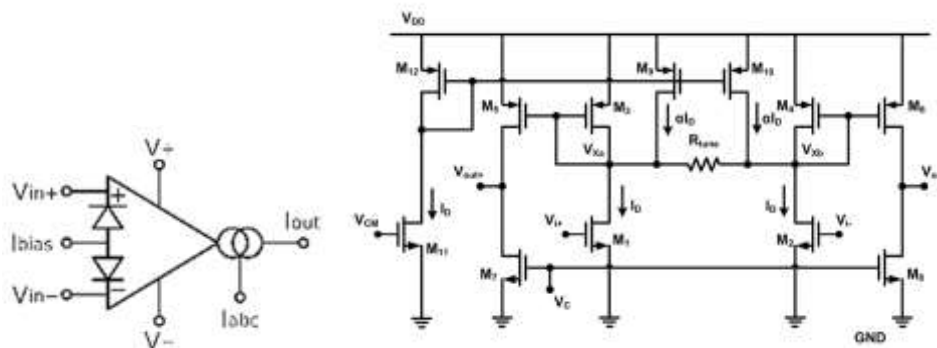 V+
Vin+
+
Ibias
Iout
Vin−
−
V−
Iabc
VDD
M12
M9
M10
M5
M3
M4
M6
αID
αID
Rtune
VXa
VXb
Vout+
ID
ID
ID
VCM
Vi+
Vi-
M11
M1
M2
M7
M8
VC
GND